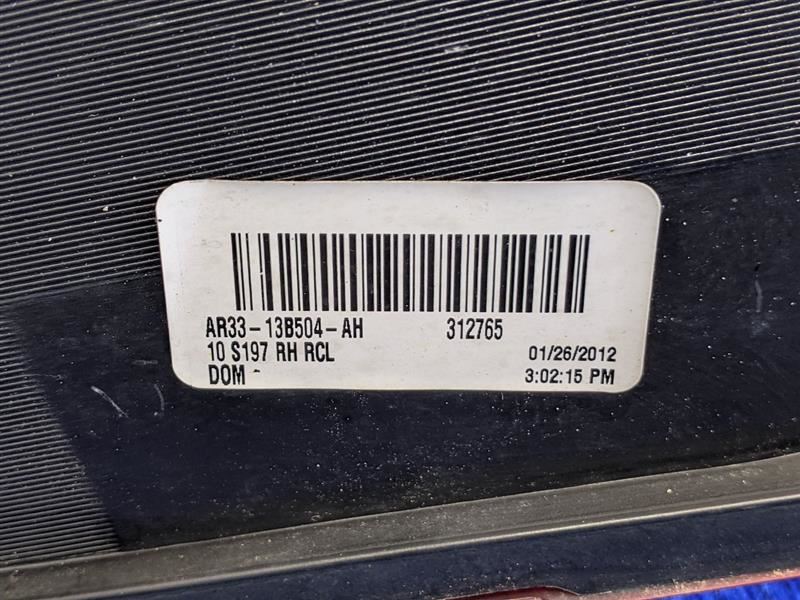 AR33-13B504-AH 312765
10 S197 RH RCL 01/26/2012
DOM - 3:02:15 PM